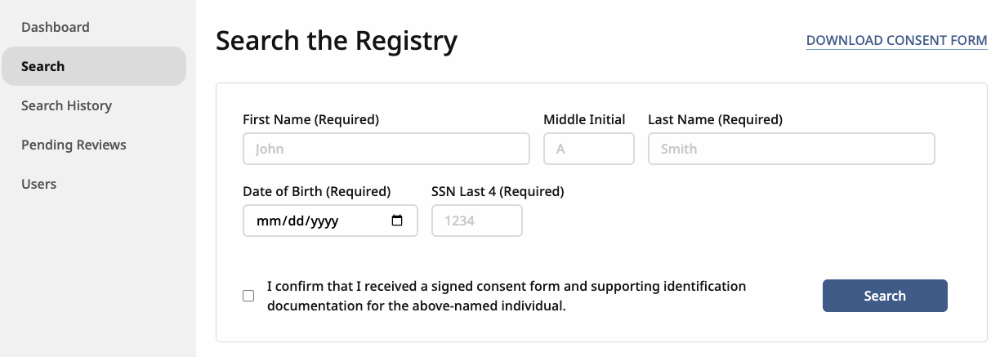 Dashboard
Search
Search History
Pending Reviews
Users
Search the Registry
DOWNLOAD CONSENT FORM
First Name (Required)
Middle Initial
Last Name (Required)
John
A
Smith
Date of Birth (Required)
SSN Last 4 (Required)
mm/dd/yyyy
1234
I confirm that I received a signed consent form and supporting identification
documentation for the above-named individual.
Search